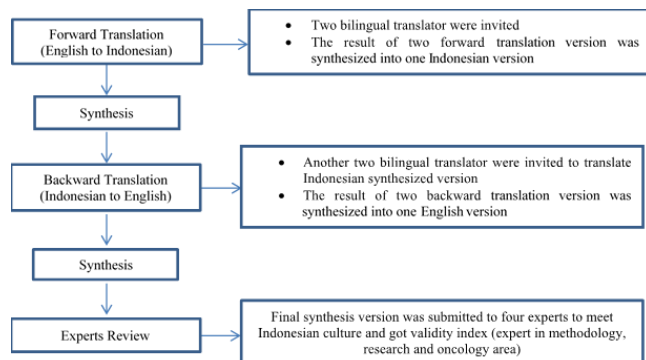 Forward Translation
(English to Indonesian)
• Two bilingual translator were invited
• The result of two forward translation version was
synthesized into one Indonesian version
Synthesis
Backward Translation
(Indonesian to English)
• Another two bilingual translator were invited to translate
Indonesian synthesized version
• The result of two backward translation version was
synthesized into one English version
Synthesis
Experts Review
Final synthesis version was submitted to four experts to meet
Indonesian culture and got validity index (expert in methodology,
research and oncology area)